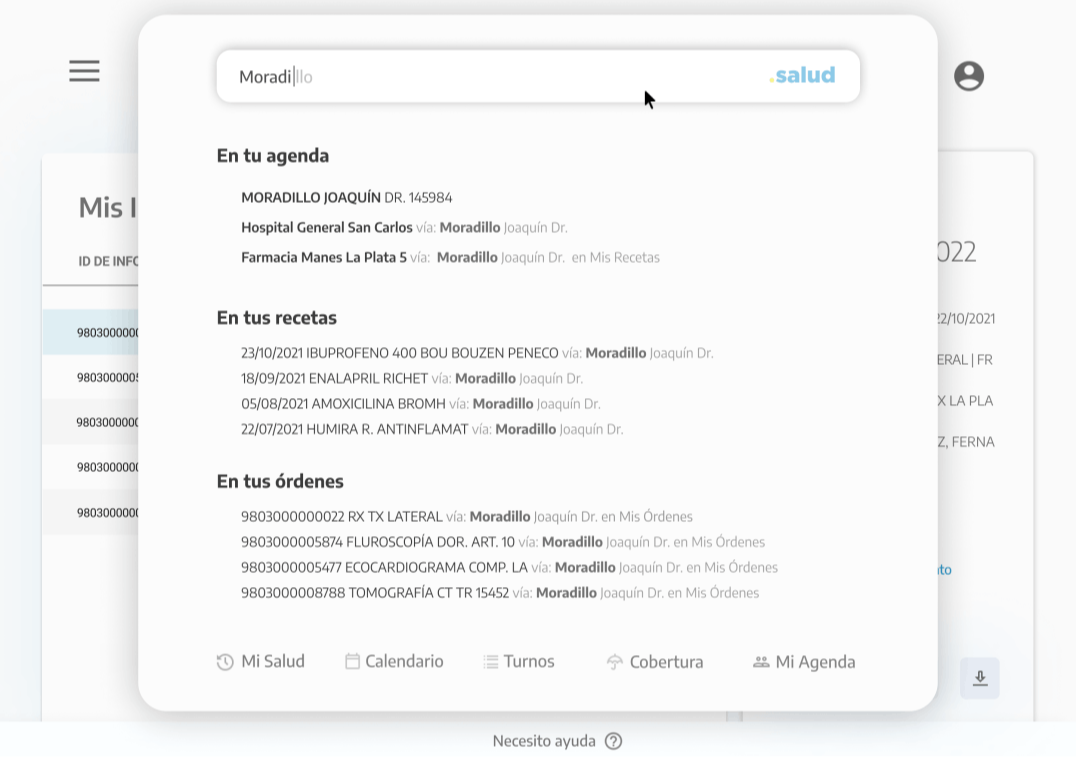 Moradillo
.salud
En tu agenda
MORADILLO JOAQUÍN DR. 145984
Hospital General San Carlos vía: Moradillo Joaquín Dr.
Farmacia Manes La Plata 5 vía: Moradillo Joaquín Dr. en Mis Recetas
En tus recetas
23/10/2021 IBUPROFENO 400 BOU BOUZEN PENECO vía: Moradillo Joaquín Dr.
18/09/2021 ENALAPRIL RICHET vía: Moradillo Joaquín Dr.
05/08/2021 AMOXICILINA BROMH vía: Moradillo Joaquín Dr.
22/07/2021 HUMIRA R. ANTINFLAMAT vía: Moradillo Joaquín Dr.
En tus órdenes
9803000000022 RX TX LATERAL vía: Moradillo Joaquín Dr. en Mis Órdenes
9803000005874 FLUROSCOPÍA DOR. ART. 10 vía: Moradillo Joaquín Dr. en Mis Órdenes
9803000005477 ECOCARDIOGRAMA COMP. LA vía: Moradillo Joaquín Dr. en Mis Órdenes
9803000008788 TOMOGRAFÍA CT TR 15452 vía: Moradillo Joaquín Dr. en Mis Órdenes
Mi Salud Calendario Turnos Cobertura Mi Agenda
Mis I
ID DE INFO
980300000
9803000005
980300000
980300000
980300000
022
22/10/2021
ERAL | FR
X LA PLA
Z, FERNA
nto
Necesito ayuda ?